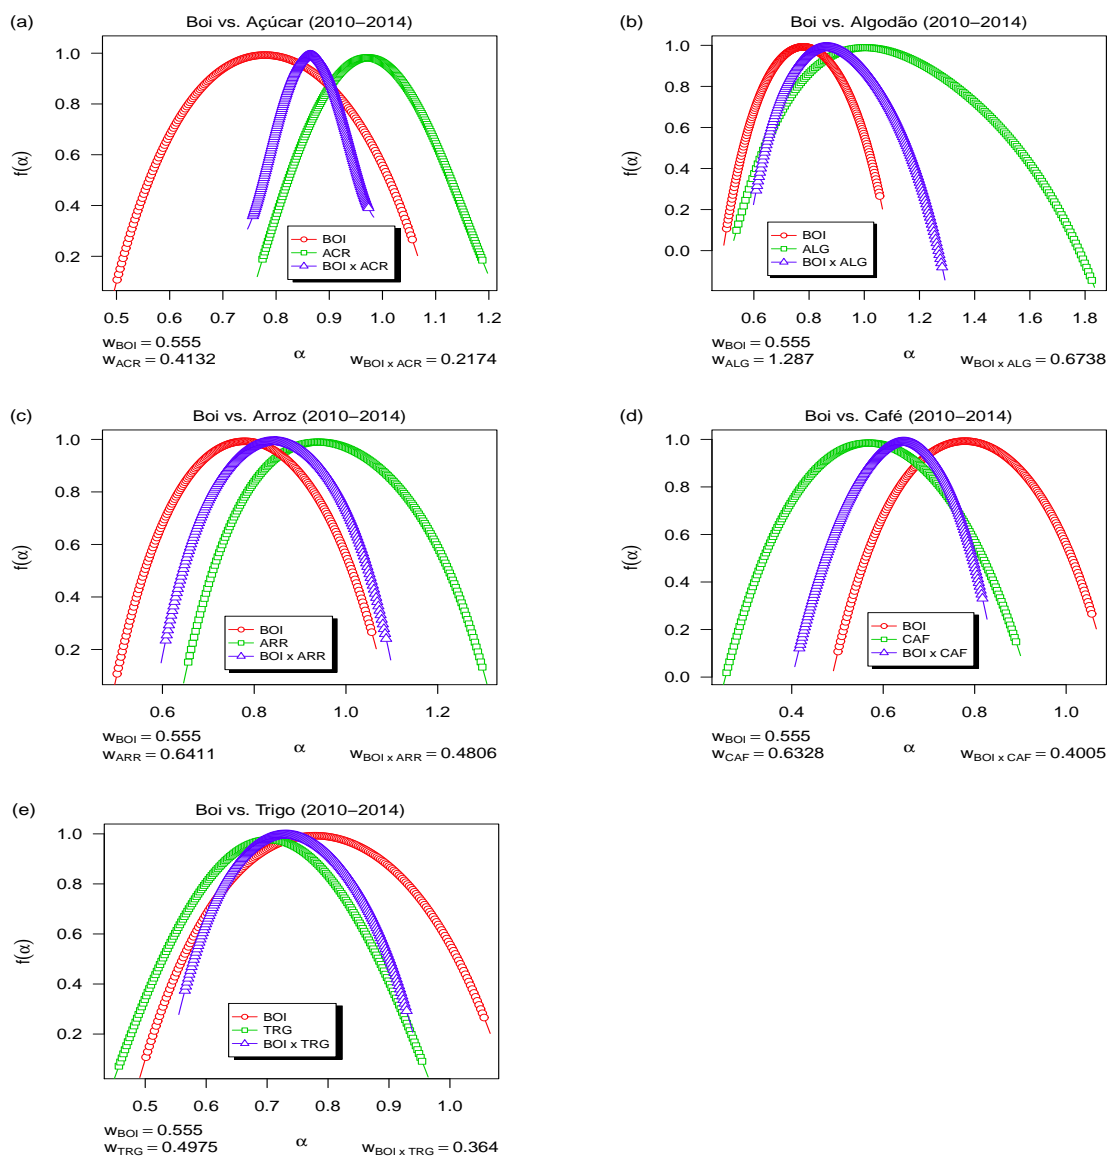 (a)
Boi vs. Açúcar (2010−2014)
f(α)
1.0
0.8
0.6
0.4
0.2
BOI
ACR
BOI x ACR
0.5 0.6 0.7 0.8 0.9 1.0 1.1 1.2
wBOI = 0.555
wACR = 0.4132
α
wBOI x ACR = 0.2174
(b)
Boi vs. Algodão (2010−2014)
f(α)
1.0
0.8
0.6
0.4
0.2
0.0
BOI
ALG
BOI x ALG
0.6 0.8 1.0 1.2 1.4 1.6 1.8
wBOI = 0.555
wALG = 1.287
α
wBOI x ALG = 0.6738
(c)
Boi vs. Arroz (2010−2014)
f(α)
1.0
0.8
0.6
0.4
0.2
BOI
ARR
BOI x ARR
0.6 0.8 1.0 1.2
wBOI = 0.555
wARR = 0.6411
α
wBOI x ARR = 0.4806
(d)
Boi vs. Café (2010−2014)
f(α)
1.0
0.8
0.6
0.4
0.2
0.0
BOI
CAF
BOI x CAF
0.4 0.6 0.8 1.0
wBOI = 0.555
wCAF = 0.6328
α
wBOI x CAF = 0.4005
(e)
Boi vs. Trigo (2010−2014)
f(α)
1.0
0.8
0.6
0.4
0.2
BOI
TRG
BOI x TRG
0.5 0.6 0.7 0.8 0.9 1.0
wBOI = 0.555
wTRG = 0.4975
α
wBOI x TRG = 0.364